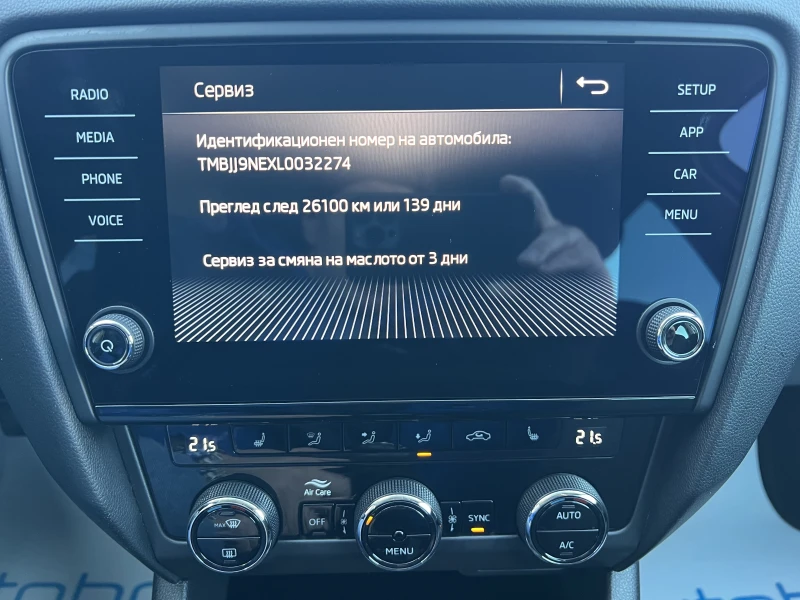 RADIO
MEDIA
PHONE
VOICE
Сервиз
Идентификационен номер на автомобила:
TMBJJ9NEXL0032274
Преглед след 26100 км или 139 дни
Сервиз за смяна на маслото от 3 дни
SETUP
APP
CAR
MENU
21.5
21.5
Air Care
MAX
OFF
MENU
SYNC
AUTO
A/C